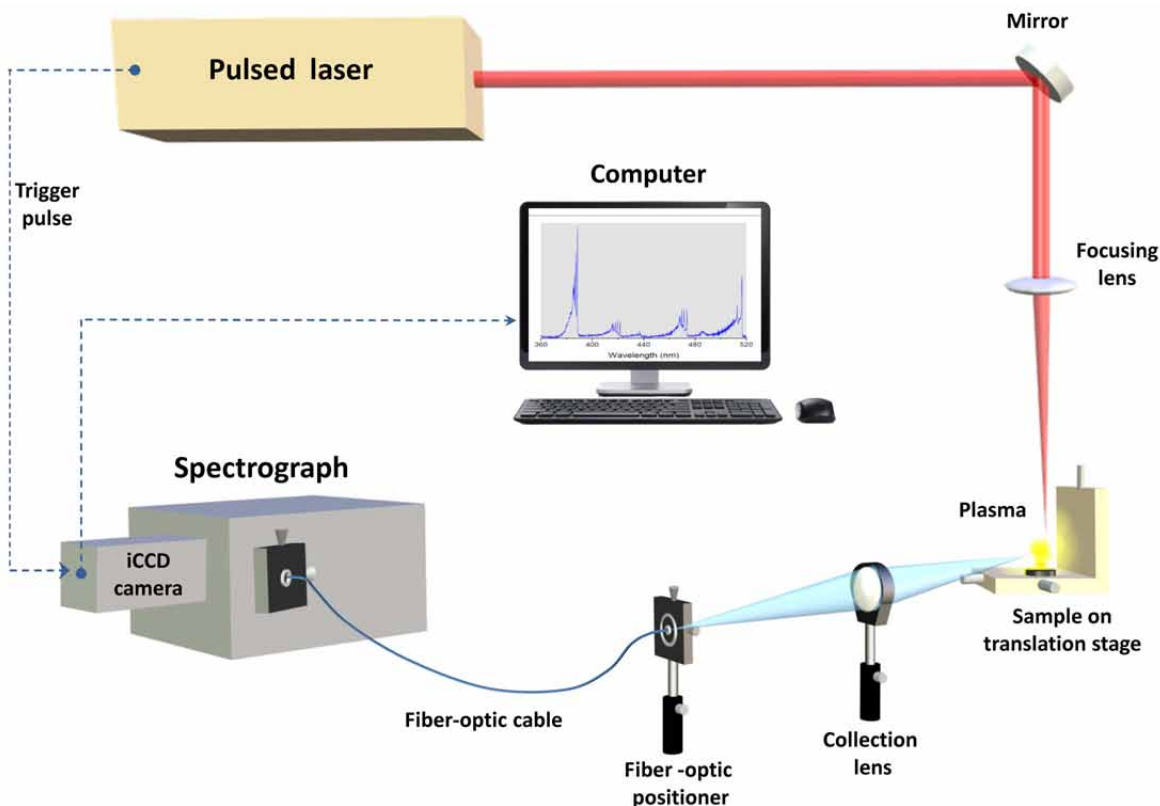 Mirror
Pulsed laser
Trigger
pulse
Computer
Focusing
lens
360 400 440 480 520
Wavelength (nm)
Spectrograph
Plasma
iCCD
camera
Sample on
translation stage
Fiber-optic cable
Collection
lens
Fiber -optic
positioner